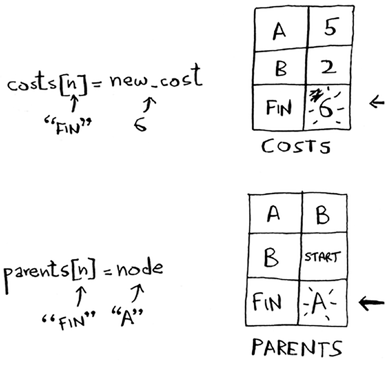 costs[n] = new_cost
"FIN" 6
A 5
B 2
FIN 6
COSTS
parents[n] = node
"FIN" "A"
A B
B START
FIN A
PARENTS